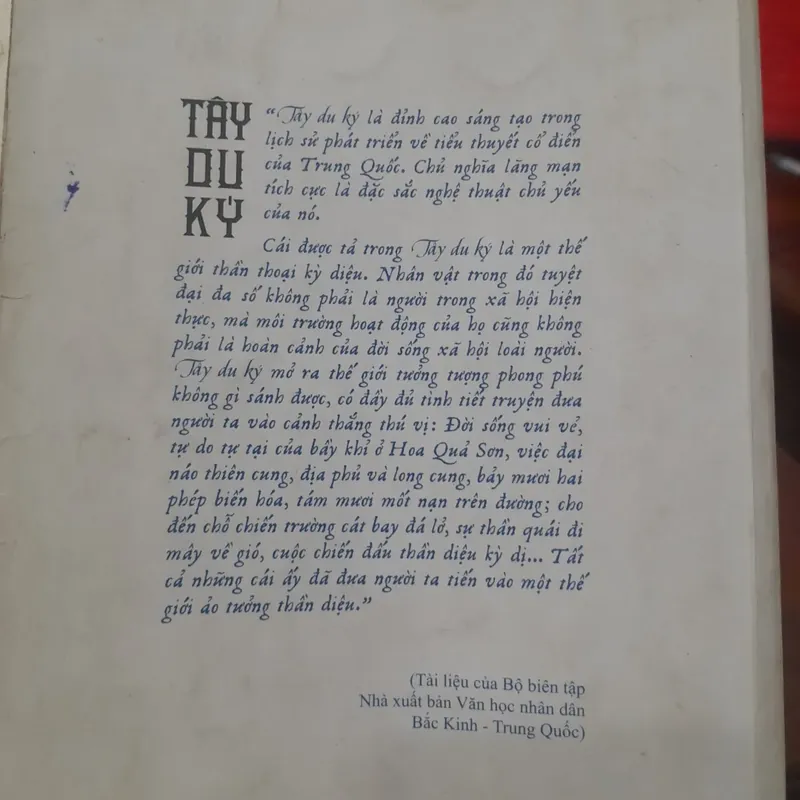 TÂY
DU
KÝ
“Tây du ký là đỉnh cao sáng tạo trong
lịch sử phát triển về tiểu thuyết cổ điển
của Trung Quốc. Chủ nghĩa lãng mạn
tích cực là đặc sắc nghệ thuật chủ yếu
của nó.
Cái được tả trong Tây du ký là một thế
giới thần thoại kỳ diệu. Nhân vật trong đó tuyệt
đại đa số không phải là người trong xã hội hiện
thực, mà môi trường hoạt động của họ cũng không
phải là hoàn cảnh của đời sống xã hội loài người.
Tây du ký mở ra thế giới tưởng tượng phong phú
không gì sánh được, có đầy đủ tình tiết truyện đưa
người ta vào cảnh thắng thú vị: Đời sống vui vẻ,
tự do tự tại của bầy khỉ ở Hoa Quả Sơn, việc đại
náo thiên cung, địa phủ và long cung, bảy mươi hai
phép biến hóa, tám mươi mốt nạn trên đường; cho
đến chỗ chiến trường cát bay đá lở, sự thần quái đi
mây về gió, cuộc chiến đấu thần diệu kỳ dị... Tất
cả những cái ấy đã đưa người ta tiến vào một thế
giới ảo tưởng thần diệu.”
(Tài liệu của Bộ biên tập
Nhà xuất bản Văn học nhân dân
Bắc Kinh - Trung Quốc)